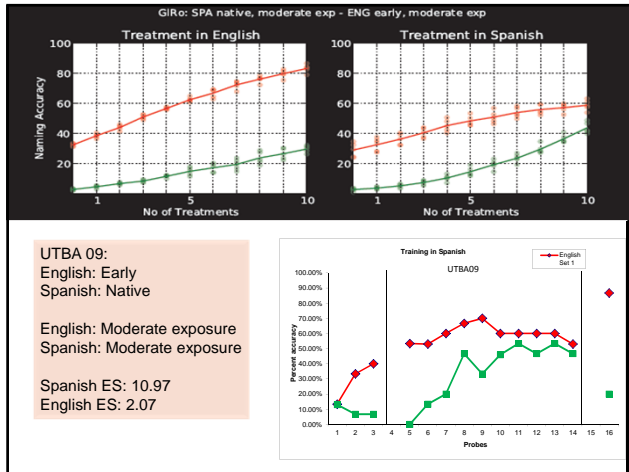 GIRo: SPA native, moderate exp - ENG early, moderate exp
Treatment in English
100
80
60
40
20
Naming Accuracy
1
10
No of Treatments
Treatment in Spanish
100
80
60
40
20
1
10
No of Treatments
UTBA 09:
English: Early
Spanish: Native
English: Moderate exposure
Spanish: Moderate exposure
Spanish ES: 10.97
English ES: 2.07
Training in Spanish
UTBA09
English
Set 1
100.00%
90.00%
80.00%
70.00%
60.00%
50.00%
40.00%
30.00%
20.00%
10.00%
0.00%
Percent accuracy
1 2 3 4 5 6 7 8 9 10 11 12 13 14 15 16
Probes